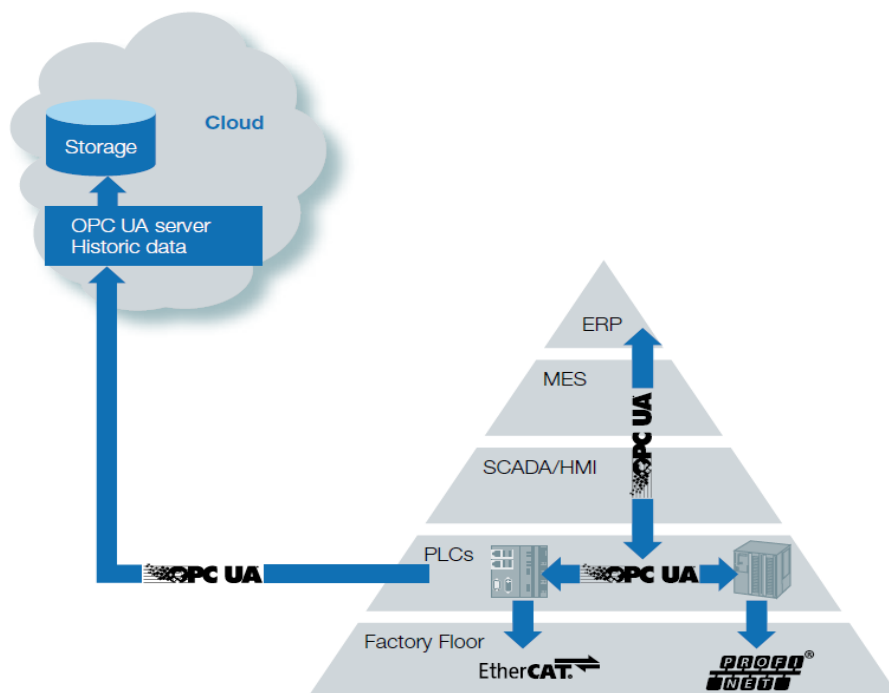 Cloud
Storage
OPC UA server
Historic data
ERP
MES
OPC UA
SCADA/HMI
PLCs
OPC UA
OPC UA
Factory Floor
EtherCAT.
PROFI®
NET